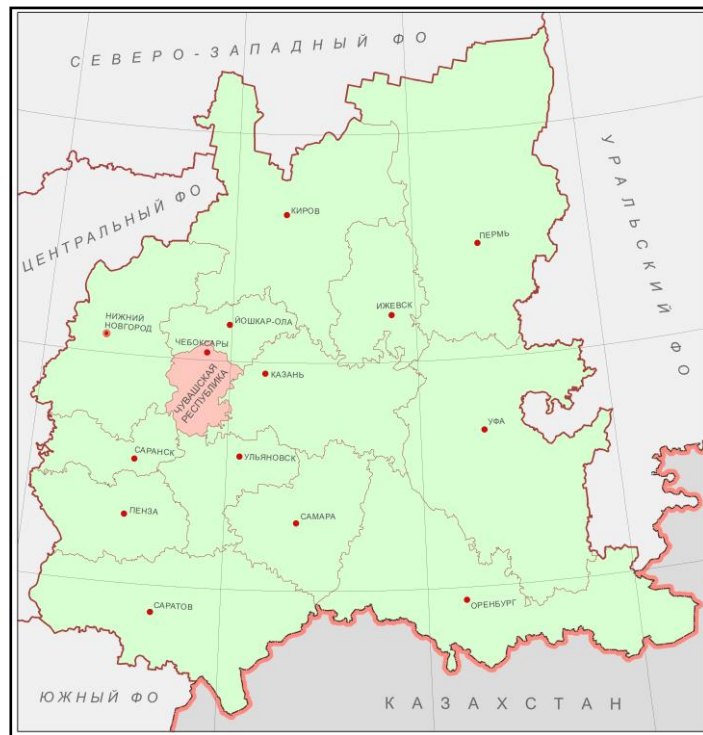 СЕВЕРО-ЗАПАДНЫЙ ФО
ЦЕНТРАЛЬНЫЙ ФО
УРАЛЬСКИЙ ФО
КИРОВ
ПЕРМЬ
НИЖНИЙ
НОВГОРОД
ЙОШКАР-ОЛА
ИЖЕВСК
ЧЕБОКСАРЫ
ЧУВАШСКАЯ
РЕСПУБЛИКА
КАЗАНЬ
УФА
САРАНСК
УЛЬЯНОВСК
ПЕНЗА
САМАРА
САРАТОВ
ОРЕНБУРГ
ЮЖНЫЙ ФО
КАЗАХСТАН